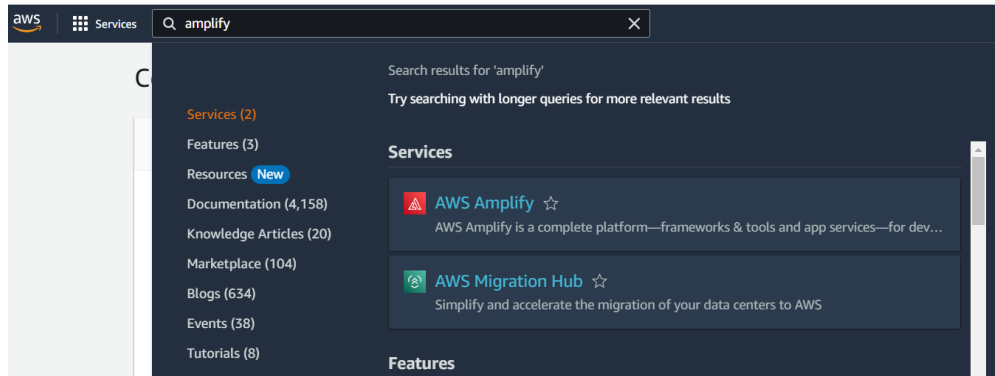 aws
Services
amplify
Search results for 'amplify'
Try searching with longer queries for more relevant results
Services (2)
Features (3)
Resources New
Documentation (4,158)
Knowledge Articles (20)
Marketplace (104)
Blogs (634)
Events (38)
Tutorials (8)
Services
AWS Amplify
AWS Amplify is a complete platform—frameworks & tools and app services—for dev…
AWS Migration Hub
Simplify and accelerate the migration of your data centers to AWS
Features